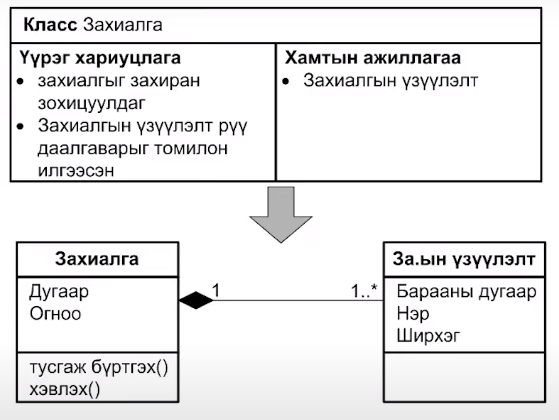 Класс Захиалга
Үүрэг хариуцлага
• захиалгыг захиран
зохицуулдаг
• Захиалгын үзүүлэлт рүү
даалгаварыг томилон
илгээсэн
Хамтын ажиллагаа
• Захиалгын үзүүлэлт
Захиалга
Дугаар
Огноо
тусгаж бүртгэх()
хэвлэх()
1
1..*
За.ын үзүүлэлт
Барааны дугаар
Нэр
Ширхэг